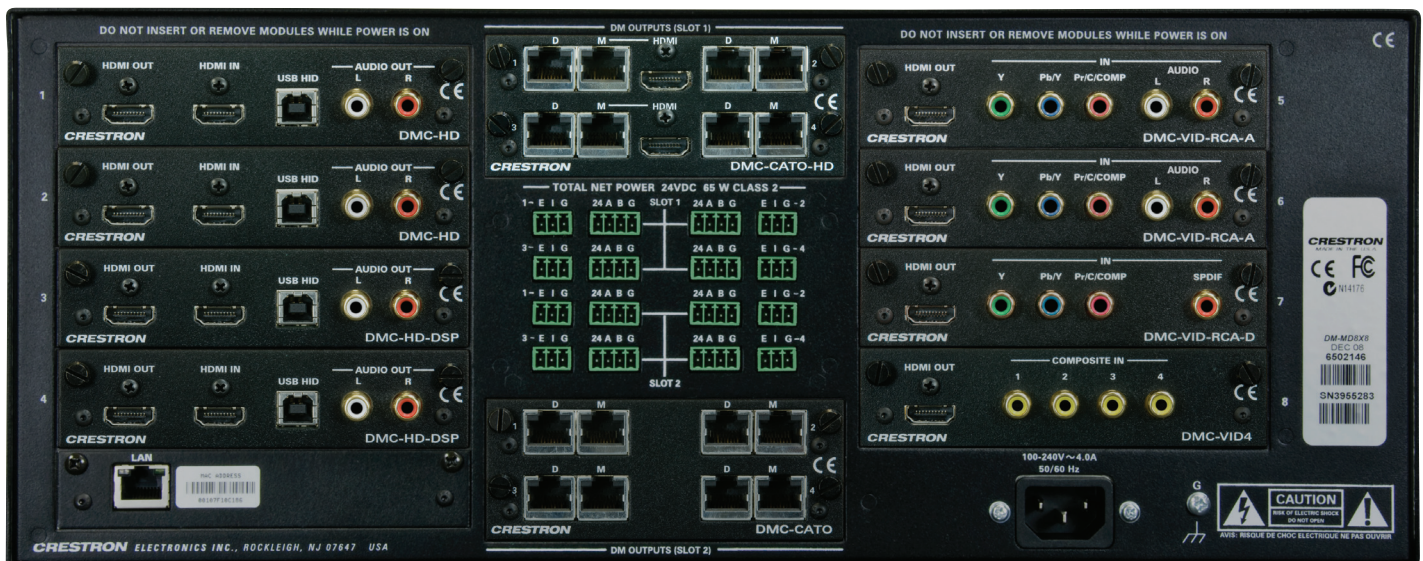 DO NOT INSERT OR REMOVE MODULES WHILE POWER IS ON
1
HDMI OUT HDMI IN USB HID AUDIO OUT L R
CE
CRESTRON DMC-HD
2
HDMI OUT HDMI IN USB HID AUDIO OUT L R
CE
CRESTRON DMC-HD
3
HDMI OUT HDMI IN USB HID AUDIO OUT L R
CE
CRESTRON DMC-HD-DSP
4
HDMI OUT HDMI IN USB HID AUDIO OUT L R
CE
CRESTRON DMC-HD-DSP
LAN
MAC ADDRESS
CRESTRON ELECTRONICS INC., ROCKLEIGH, NJ 07647 USA
DM OUTPUTS (SLOT 1)
D M HDMI D M
1 2
CE
D M HDMI D M
3 4
CRESTRON DMC-CATO-HD
TOTAL NET POWER 24VDC 65 W CLASS 2
1- E I G 24 A B G SLOT 1 24 A B G E I G-2
3- E I G 24 A B G 24 A B G E I G-4
1- E I G 24 A B G 24 A B G E I G-2
3- E I G 24 A B G 24 A B G E I G-4
SLOT 2
D M D M
1 2
CE
D M D M
3 4
CRESTRON DMC-CATO
DM OUTPUTS (SLOT 2)
DO NOT INSERT OR REMOVE MODULES WHILE POWER IS ON
CE
HDMI OUT IN Y Pb/Y Pr/C/COMP AUDIO L R
CE
5
CRESTRON DMC-VID-RCA-A
HDMI OUT IN Y Pb/Y Pr/C/COMP AUDIO L R
CE
6
CRESTRON DMC-VID-RCA-A
HDMI OUT IN Y Pb/Y Pr/C/COMP SPDIF
CE
7
CRESTRON DMC-VID-RCA-D
HDMI OUT COMPOSITE IN 1 2 3 4
CE
8
CRESTRON DMC-VID4
CRESTRON
MADE IN THE U.S.A.
CE FC
N14176
DM-MD8X8
DEC 08
6502146
SN3955283
100-240V~4.0A
50/60 Hz
G
CAUTION
RISK OF ELECTRIC SHOCK
DO NOT OPEN
AVIS: RISQUE DE CHOC ELECTRIQUE NE PAS OUVRIR